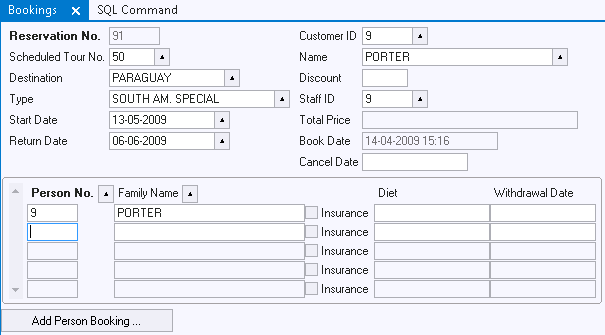 Bookings × SQL Command
Reservation No. 91 Customer ID 9
Scheduled Tour No. 50 Name PORTER
Destination PARAGUAY Discount
Type SOUTH AM. SPECIAL Staff ID 9
Start Date 13-05-2009 Total Price
Return Date 06-06-2009 Book Date 14-04-2009 15:16
Cancel Date
Person No. Family Name Diet Withdrawal Date
9 PORTER Insurance
Insurance
Insurance
Insurance
Insurance
Add Person Booking ...